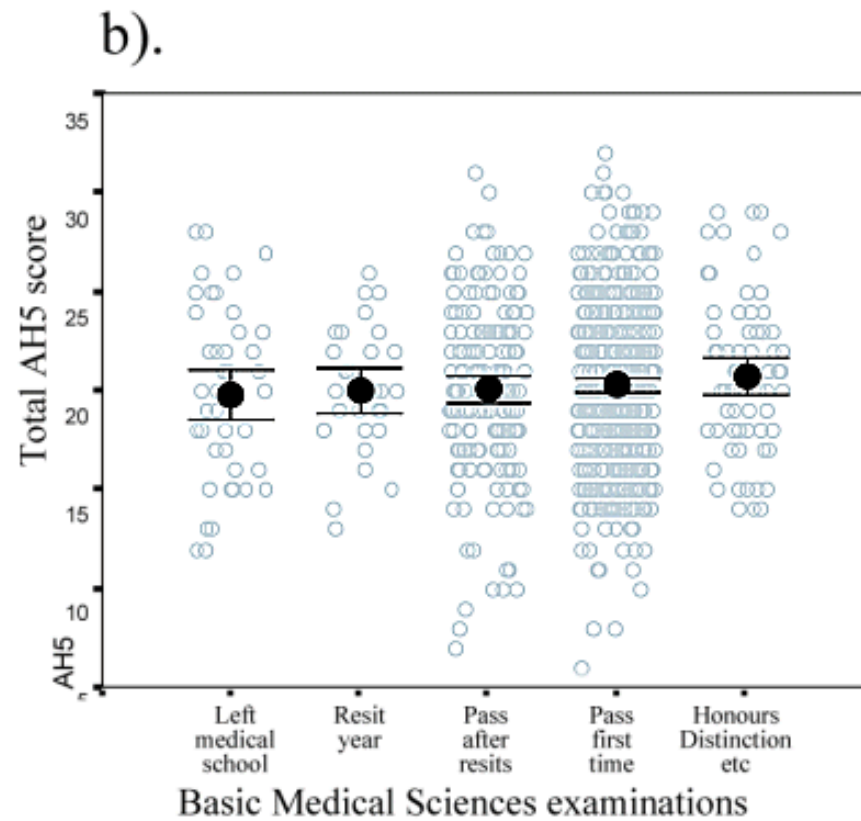 b).
35
30
25
20
15
10
5
Total AH5 score
AH5
Left
medical
school
Resit
year
Pass
after
resits
Pass
first
time
Honours
Distinction
etc
Basic Medical Sciences examinations